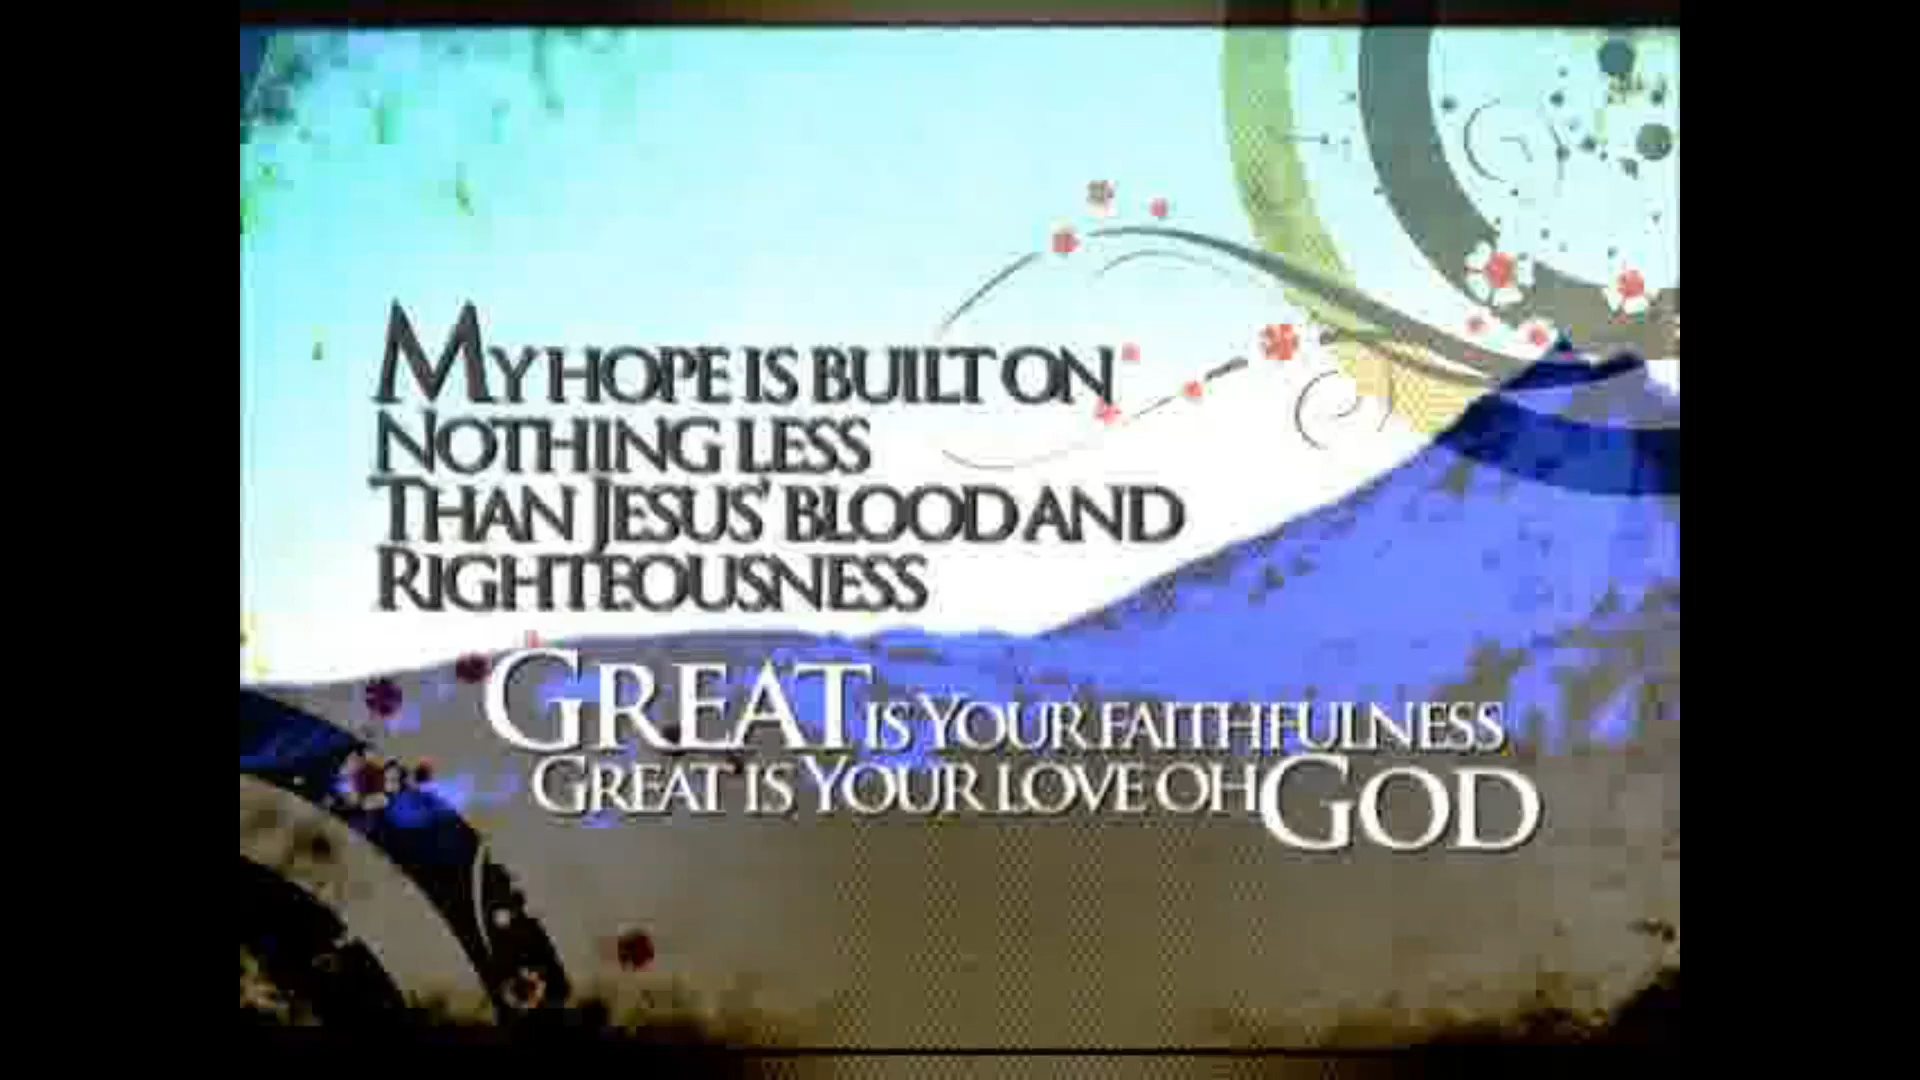 MY HOPE IS BUILT ON
NOTHING LESS
THAN JESUS' BLOOD AND
RIGHTEOUSNESS
GREAT IS YOUR FAITHFULNESS
GREAT IS YOUR LOVE OH GOD